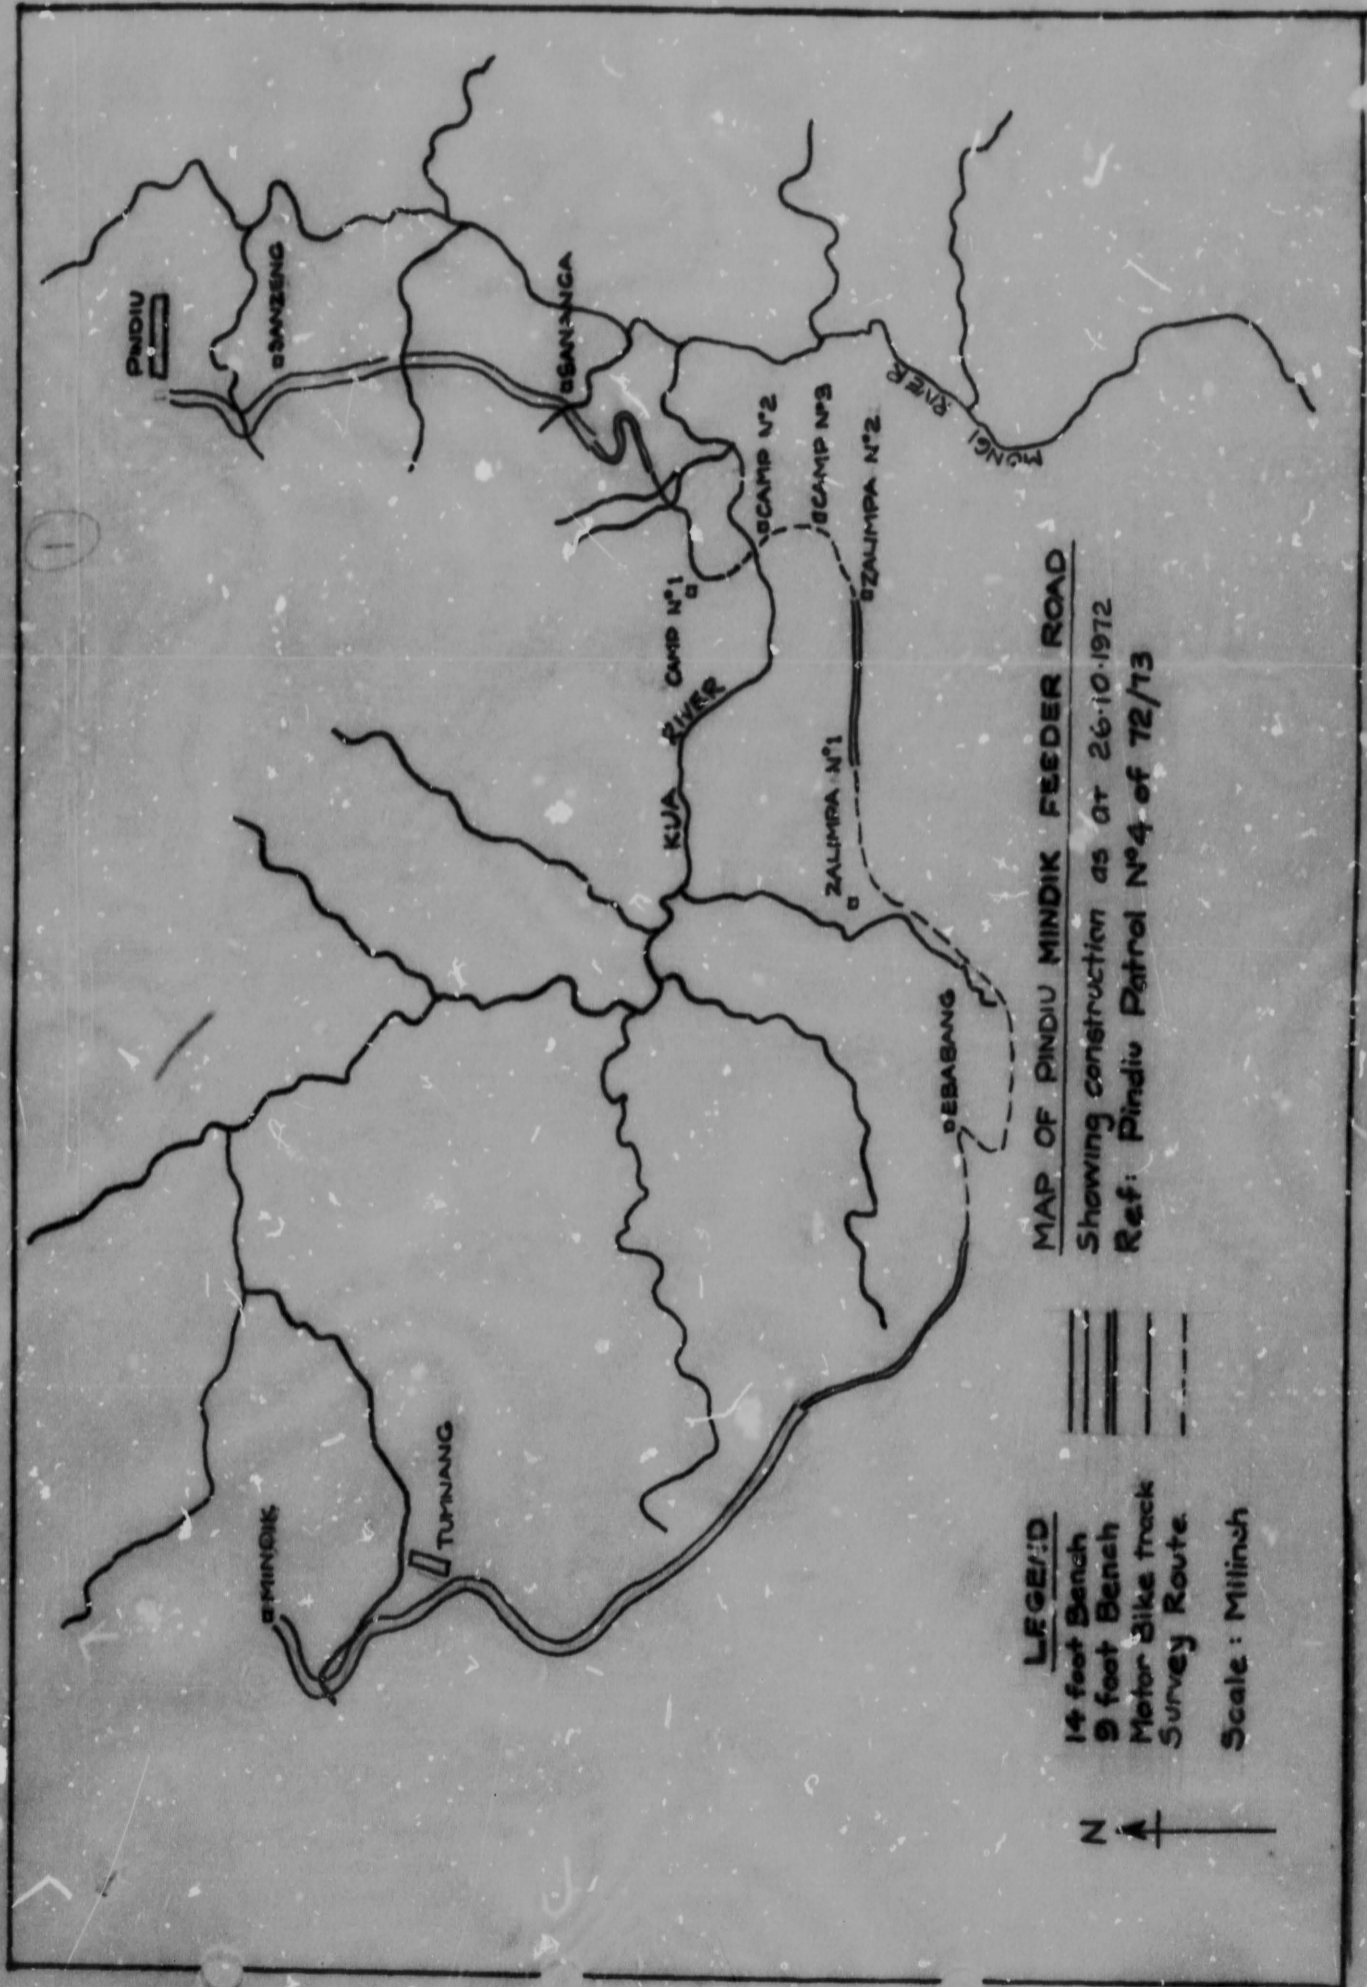 PINDIU
SANZENG
SANANGA
CAMP Nº1
CAMP Nº2
CAMP Nº3
ZALIMPA Nº2
ZALIMPA Nº1
KUA RIVER
MONGI RIVER
MINDIK
TUMNANG
EBABANG
1
MAP OF PINDIU MINDIK FEEDER ROAD
Showing construction as at 26·10·1972
Ref: Pindiu Patrol Nº4 of 72/73
LEGEND
14 foot Bench
9 foot Bench
Motor Bike track
Survey Route
Scale: Milinch
N